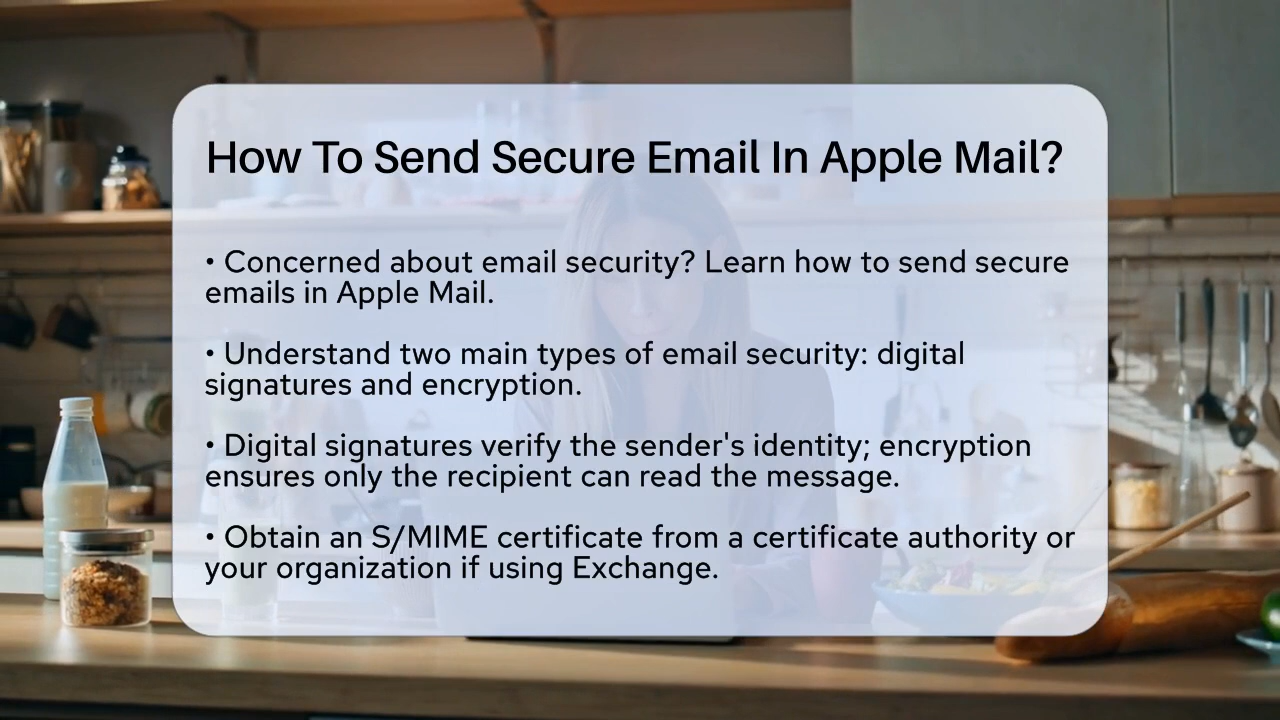 How To Send Secure Email In Apple Mail?
• Concerned about email security? Learn how to send secure
emails in Apple Mail.
• Understand two main types of email security: digital
signatures and encryption.
• Digital signatures verify the sender's identity; encryption
ensures only the recipient can read the message.
• Obtain an S/MIME certificate from a certificate authority or
your organization if using Exchange.